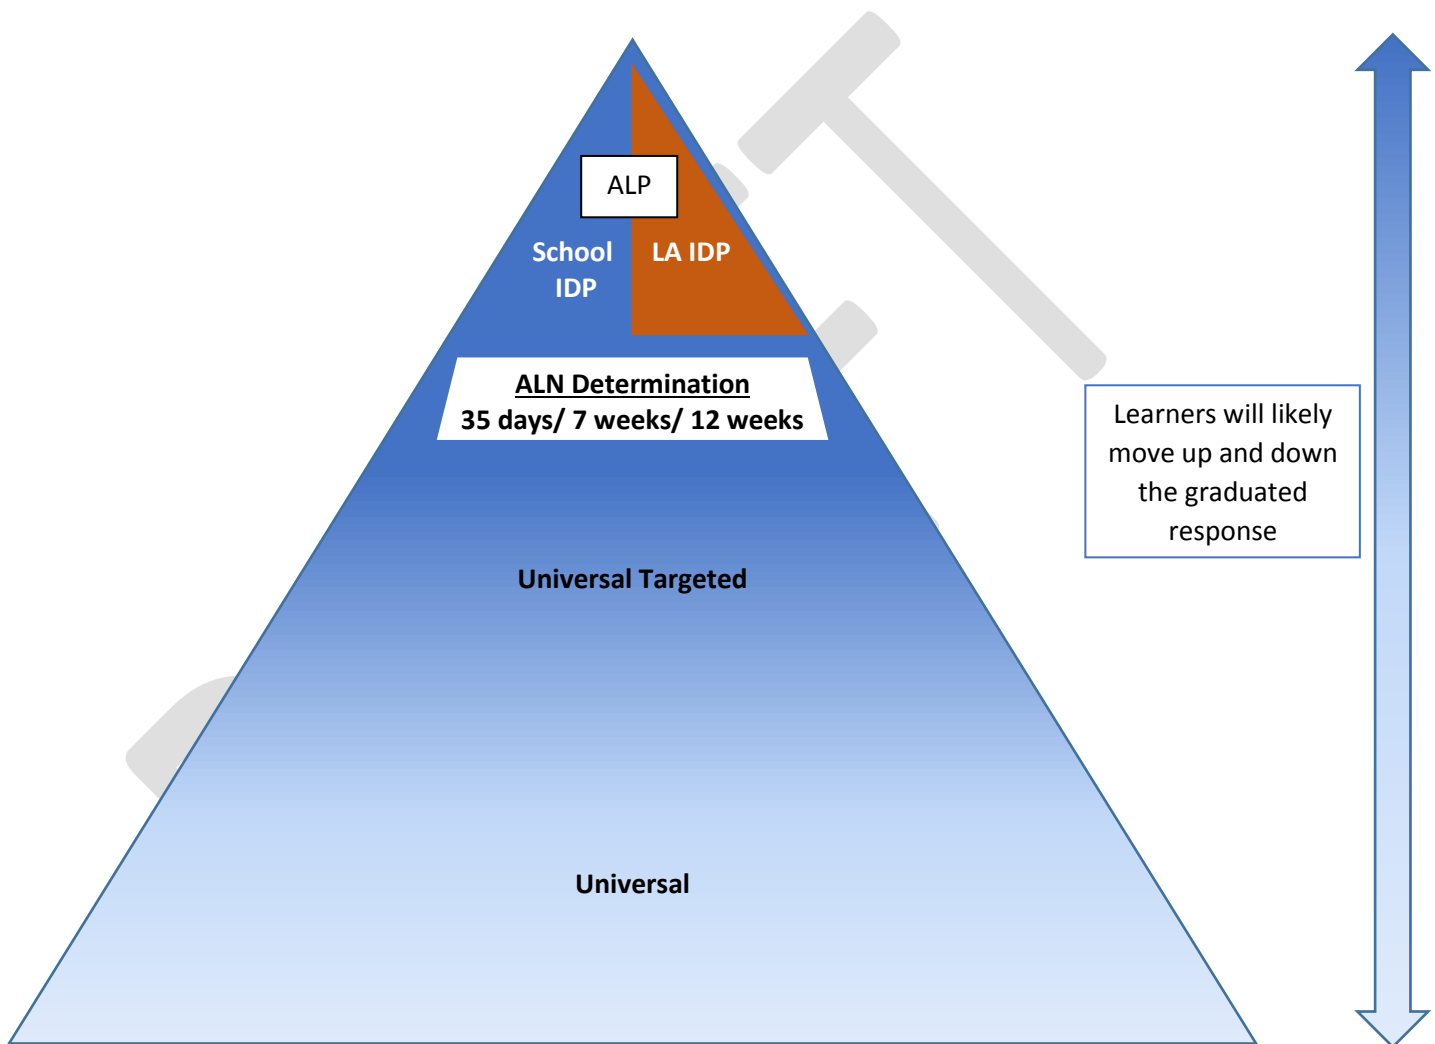 ALP
School
IDP
LA IDP
ALN Determination
35 days/ 7 weeks/ 12 weeks
Learners will likely
move up and down
the graduated
response
Universal Targeted
Universal